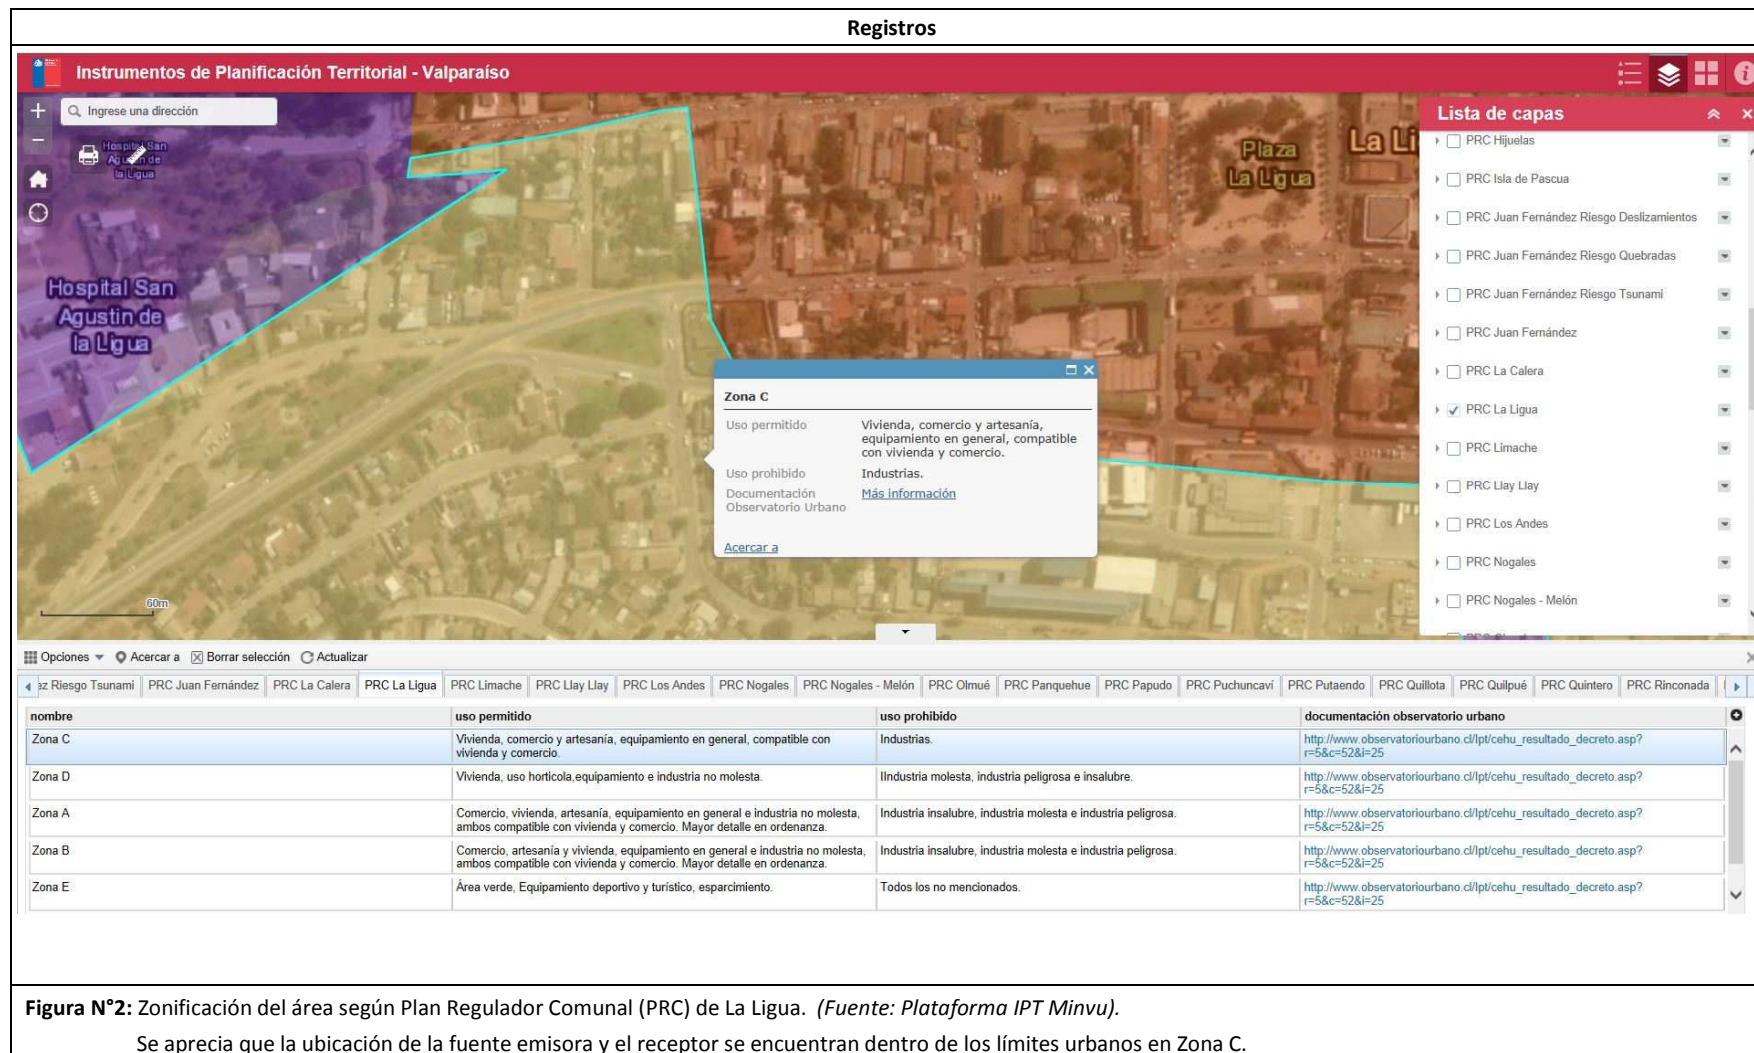 Registros
Instrumentos de Planificación Territorial - Valparaíso
Ingrese una dirección
Hospital San
Agustin de
la Ligua
Hospital San
Agustin de
la Ligua
Plaza
La Ligua
La Li
60m
Zona C
Uso permitido Vivienda, comercio y artesanía,
equipamiento en general, compatible
con vivienda y comercio.
Uso prohibido Industrias.
Documentación Más información
Observatorio Urbano
Acercar a
Lista de capas
PRC Hijuelas
PRC Isla de Pascua
PRC Juan Fernández Riesgo Deslizamientos
PRC Juan Fernández Riesgo Quebradas
PRC Juan Fernández Riesgo Tsunami
PRC Juan Fernández
PRC La Calera
PRC La Ligua
PRC Limache
PRC Llay Llay
PRC Los Andes
PRC Nogales
PRC Nogales - Melón
Opciones Acercar a Borrar selección Actualizar
ez Riesgo Tsunami PRC Juan Fernández PRC La Calera PRC La Ligua PRC Limache PRC Llay Llay PRC Los Andes PRC Nogales PRC Nogales - Melón PRC Olmué PRC Panquehue PRC Papudo PRC Puchuncaví PRC Putaendo PRC Quillota PRC Quilpué PRC Quintero PRC Rinconada
nombre uso permitido uso prohibido documentación observatorio urbano
Zona C Vivienda, comercio y artesanía, equipamiento en general, compatible con Industrias. http://www.observatoriourbano.cl/Ipt/cehu_resultado_decreto.asp?
vivienda y comercio. r=5&c=52&i=25
Zona D Vivienda, uso horticola,equipamiento e industria no molesta. IIndustria molesta, industria peligrosa e insalubre. http://www.observatoriourbano.cl/Ipt/cehu_resultado_decreto.asp?
r=5&c=52&i=25
Zona A Comercio, vivienda, artesanía, equipamiento en general e industria no molesta, Industria insalubre, industria molesta e industria peligrosa. http://www.observatoriourbano.cl/Ipt/cehu_resultado_decreto.asp?
ambos compatible con vivienda y comercio. Mayor detalle en ordenanza. r=5&c=52&i=25
Zona B Comercio, artesanía y vivienda, equipamiento en general e industria no molesta, Industria insalubre, industria molesta e industria peligrosa. http://www.observatoriourbano.cl/Ipt/cehu_resultado_decreto.asp?
ambos compatible con vivienda y comercio. Mayor detalle en ordenanza. r=5&c=52&i=25
Zona E Área verde, Equipamiento deportivo y turístico, esparcimiento. Todos los no mencionados. http://www.observatoriourbano.cl/Ipt/cehu_resultado_decreto.asp?
r=5&c=52&i=25
Figura N°2: Zonificación del área según Plan Regulador Comunal (PRC) de La Ligua. (Fuente: Plataforma IPT Minvu).
Se aprecia que la ubicación de la fuente emisora y el receptor se encuentran dentro de los límites urbanos en Zona C.